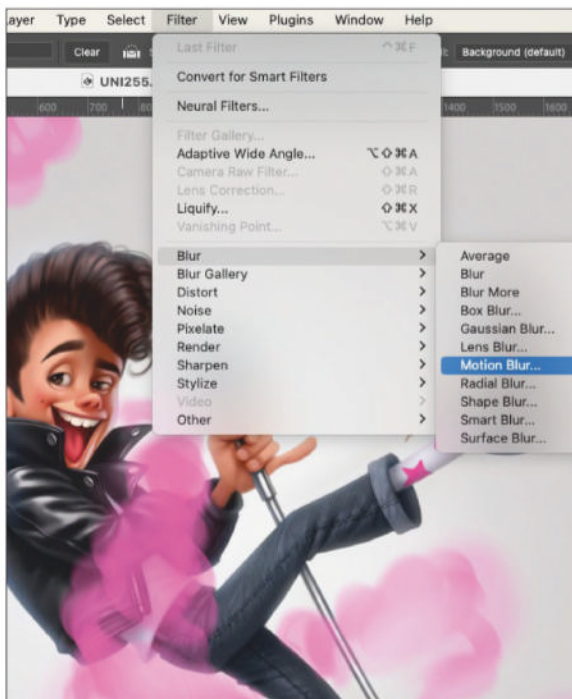 ayer Type Select Filter View Plugins Window Help
Clear
Background (default)
UNI255.
600 700 1400 1500 1600
Last Filter ^⌘F
Convert for Smart Filters
Neural Filters...
Filter Gallery...
Adaptive Wide Angle... ⌥⇧⌘A
Camera Raw Filter... ⇧⌘A
Lens Correction... ⇧⌘R
Liquify... ⇧⌘X
Vanishing Point... ⌥⌘V
Blur >
Blur Gallery >
Distort >
Noise >
Pixelate >
Render >
Sharpen >
Stylize >
Video >
Other >
Average
Blur
Blur More
Box Blur...
Gaussian Blur...
Lens Blur...
Motion Blur...
Radial Blur...
Shape Blur...
Smart Blur...
Surface Blur...